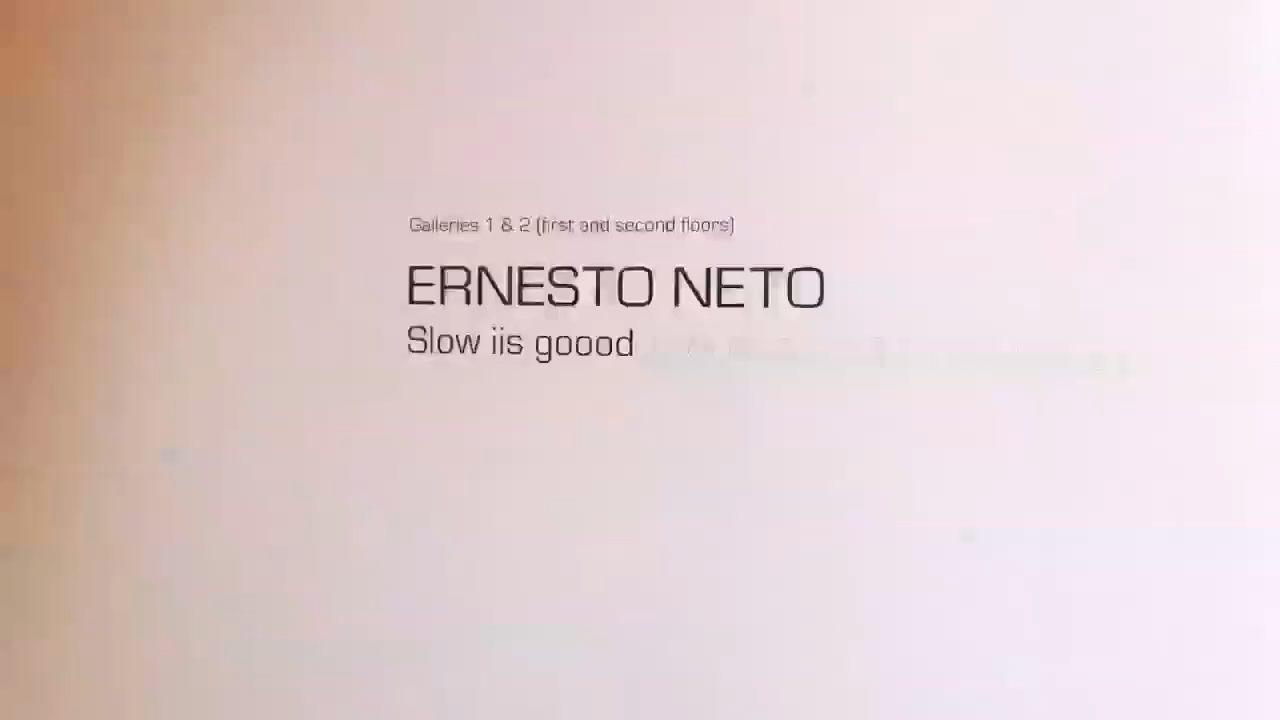 Galleries 1 & 2 (first and second floors)
ERNESTO NETO
Slow iis goood